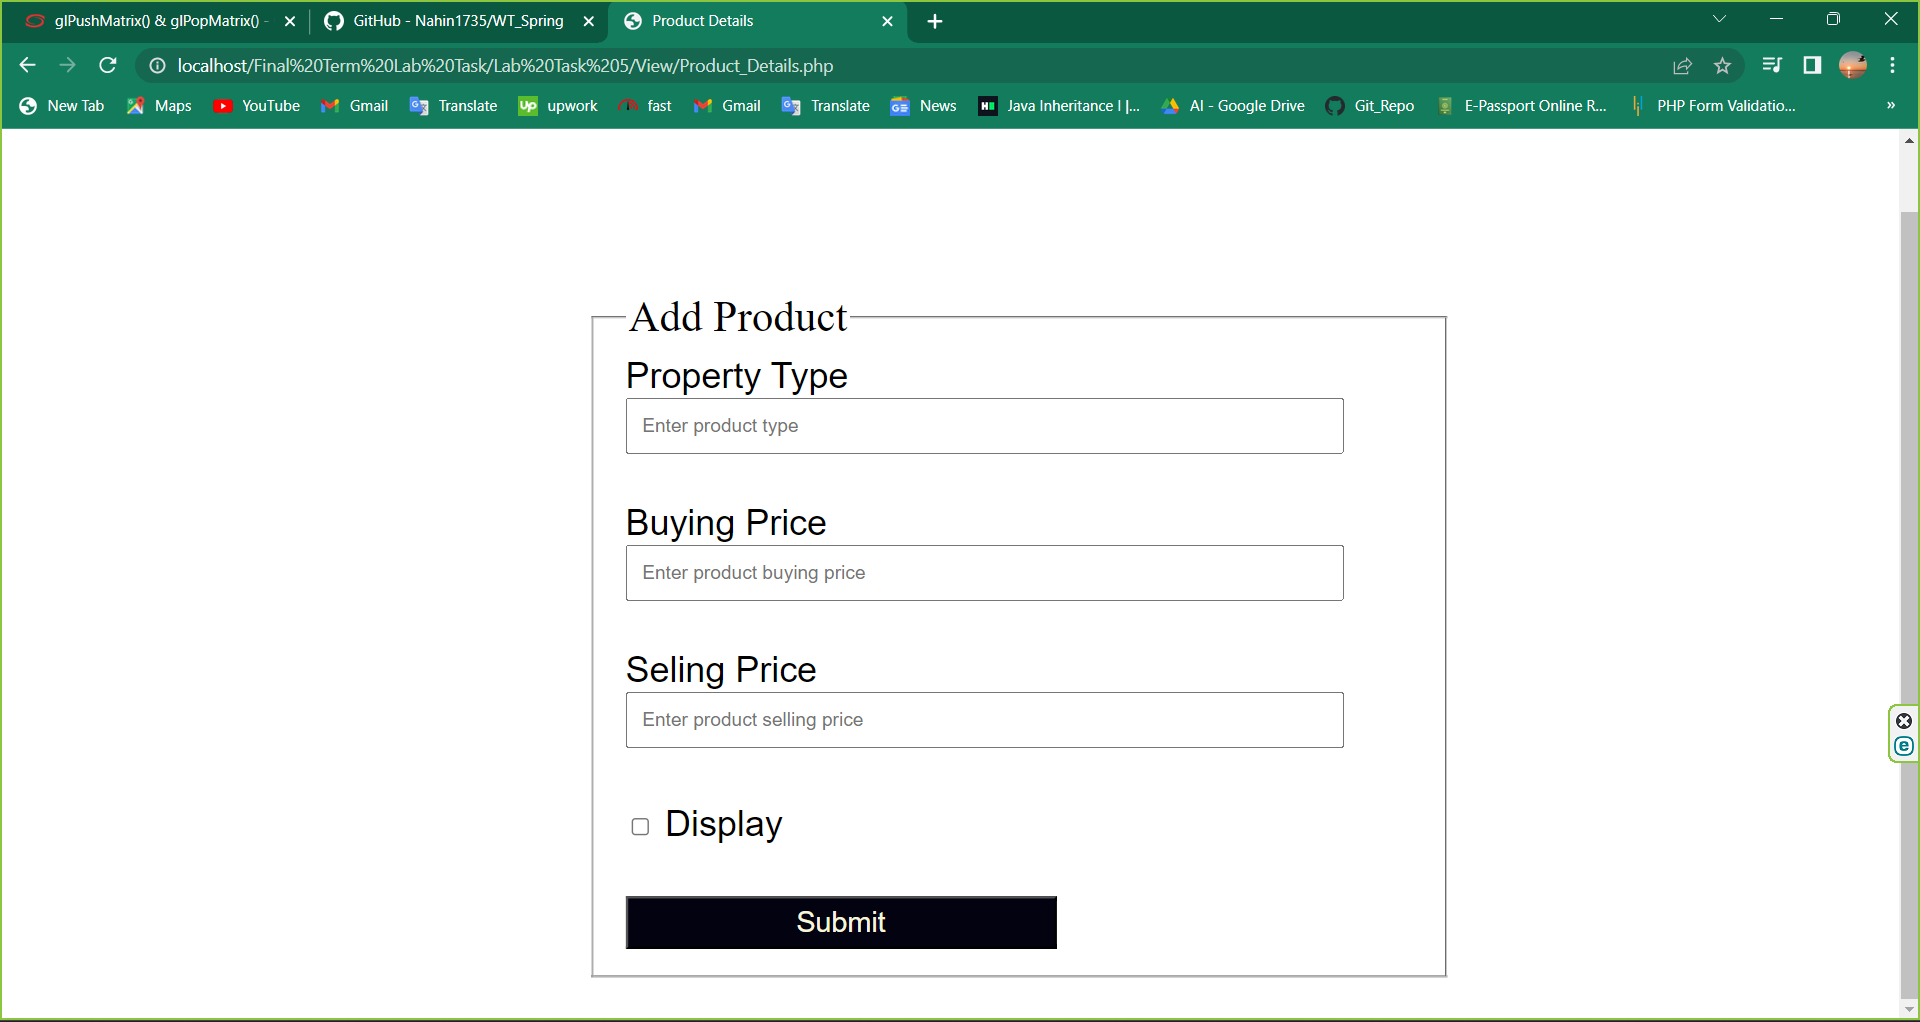 glPushMatrix() & glPopMatrix() -
GitHub - Nahin1735/WT_Spring
Product Details
localhost/Final%20Term%20Lab%20Task/Lab%20Task%205/View/Product_Details.php
New Tab Maps YouTube Gmail Translate upwork fast Gmail Translate News Java Inheritance I |... AI - Google Drive Git_Repo E-Passport Online R... PHP Form Validatio... »
Add Product
Property Type
Enter product type
Buying Price
Enter product buying price
Seling Price
Enter product selling price
Display
Submit